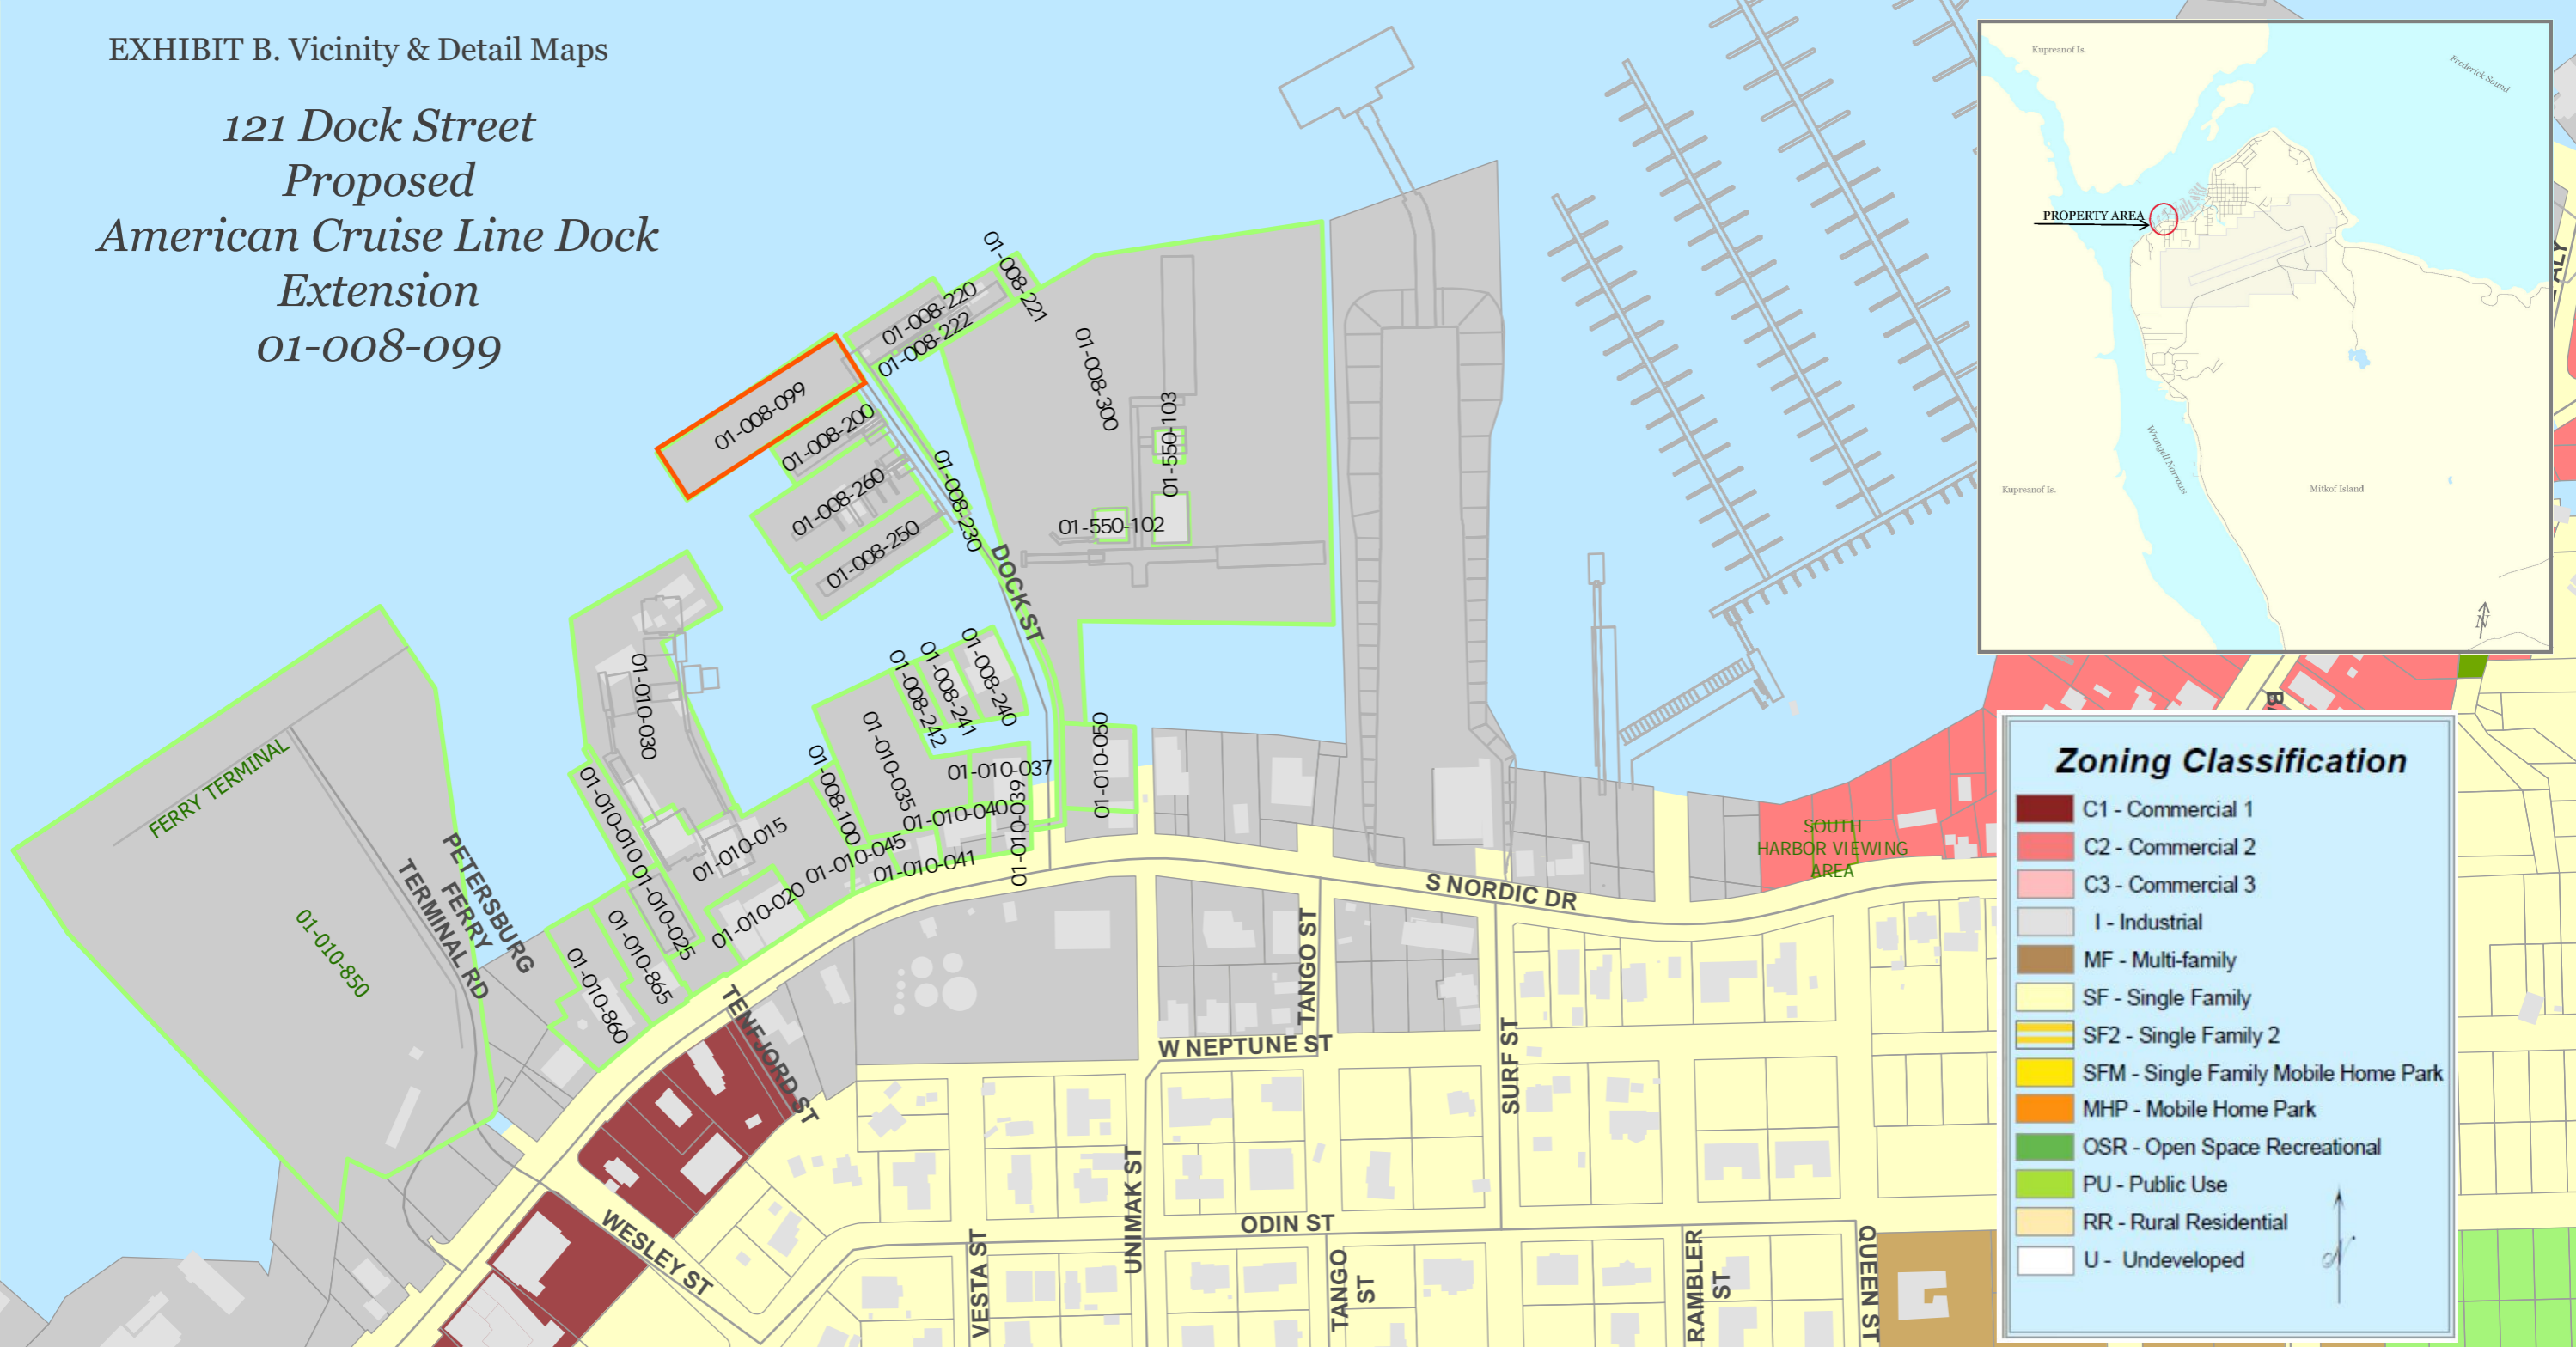 EXHIBIT B. Vicinity & Detail Maps
121 Dock Street
Proposed
American Cruise Line Dock
Extension
01-008-099
Kupreanof Is.
Frederick Sound
PROPERTY AREA
Wrangell Narrows
Kupreanof Is.
Mitkof Island
N
01-008-221
01-008-220
01-008-222
01-008-099
01-008-200
01-008-260
01-008-250
01-008-230
01-008-300
01-550-103
01-550-102
DOCK ST
01-008-240
01-008-241
01-008-242
01-010-030
01-010-035
01-010-037
01-010-050
01-010-039
01-010-040
01-008-100
01-010-045
01-010-041
01-010-010
01-010-015
01-010-020
01-010-025
01-010-865
01-010-860
FERRY TERMINAL
01-010-850
PETERSBURG
FERRY
TERMINAL RD
S NORDIC DR
SOUTH
HARBOR VIEWING
AREA
TENFJORD ST
TANGO ST
W NEPTUNE ST
SURF ST
UNIMAK ST
WESLEY ST
VESTA ST
ODIN ST
TANGO
ST
RAMBLER
ST
QUEEN ST
ALY
Zoning Classification
C1 - Commercial 1
C2 - Commercial 2
C3 - Commercial 3
I - Industrial
MF - Multi-family
SF - Single Family
SF2 - Single Family 2
SFM - Single Family Mobile Home Park
MHP - Mobile Home Park
OSR - Open Space Recreational
PU - Public Use
RR - Rural Residential
U - Undeveloped
N